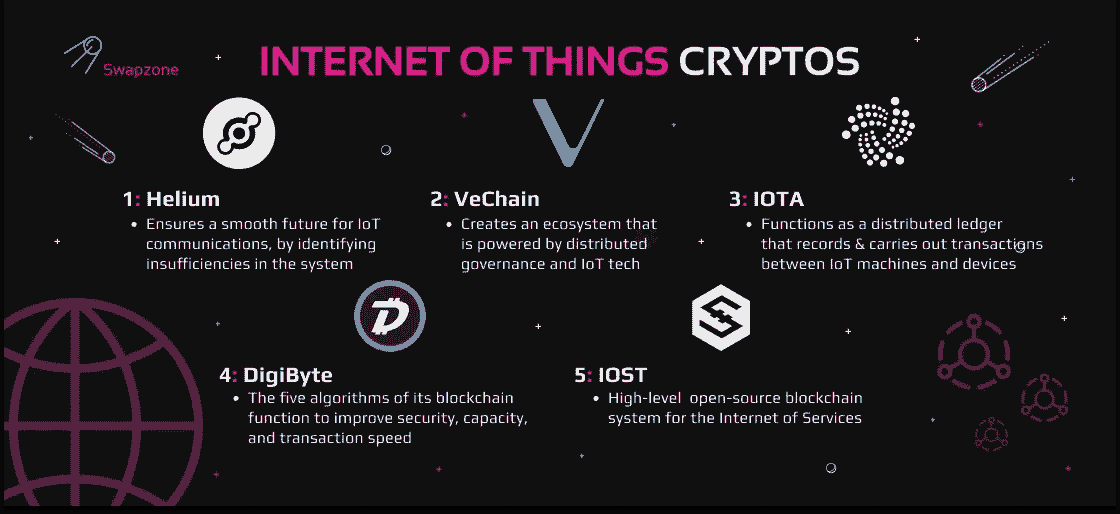 Swapzone
INTERNET OF THINGS CRYPTOS
1: Helium
• Ensures a smooth future for IoT
communications, by identifying
insufficiencies in the system
2: VeChain
• Creates an ecosystem that
is powered by distributed
governance and IoT tech
3: IOTA
• Functions as a distributed ledger
that records & carries out transactions
between IoT machines and devices
4: DigiByte
• The five algorithms of its blockchain
function to improve security, capacity,
and transaction speed
5: IOST
• High-level open-source blockchain
system for the Internet of Services